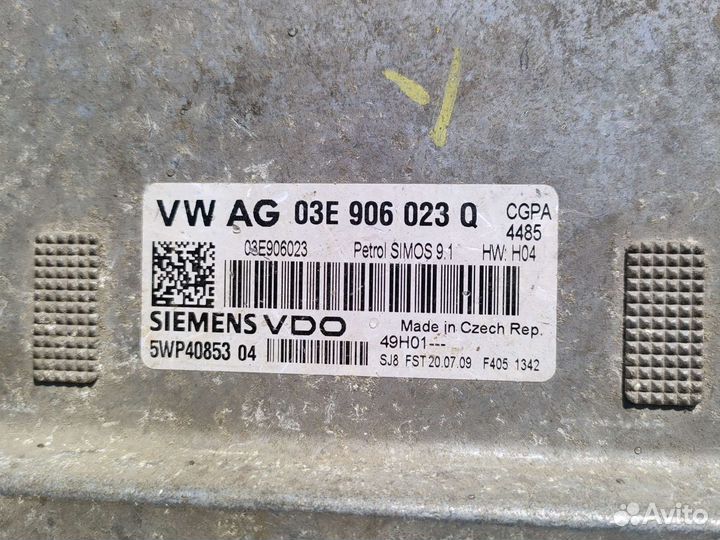 VW AG 03E 906 023 Q CGPA
4485
03E906023 Petrol SIMOS 9.1 HW: H04
SIEMENS VDO Made in Czech Rep.
5WP40853 04 49H01---
SJ8 FST 20.07.09 F405 1342
Avito